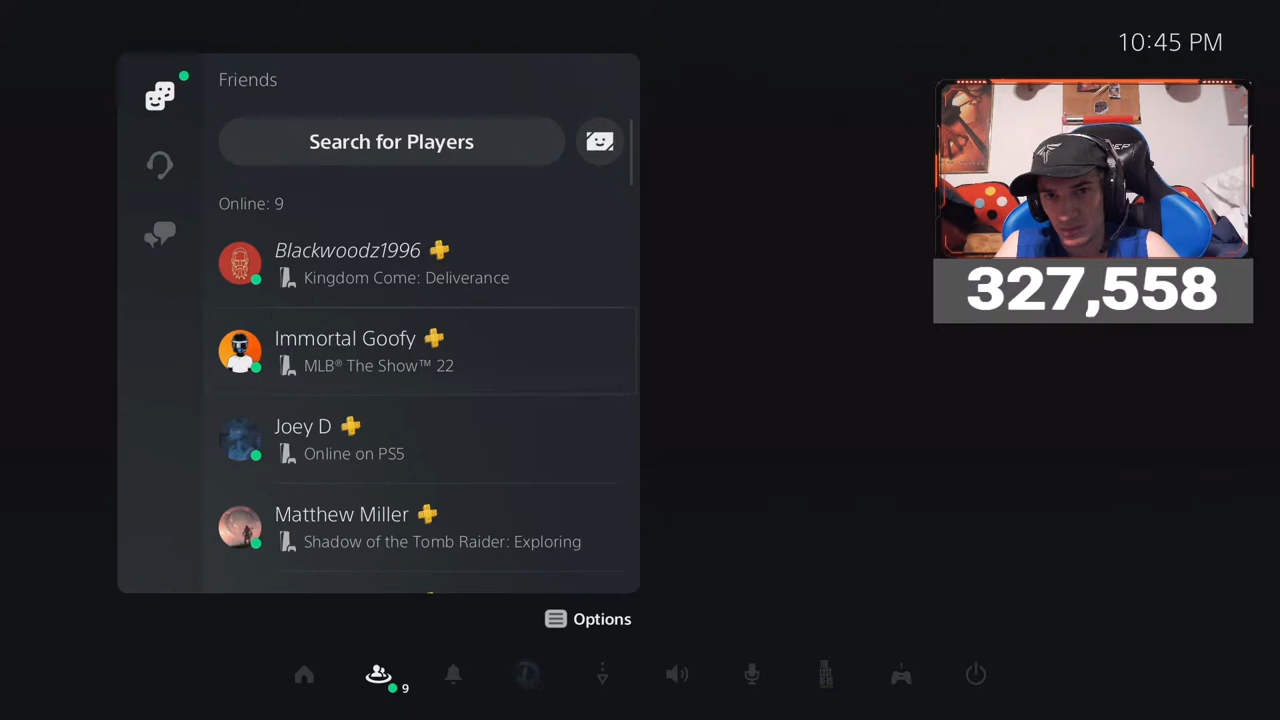 10:45 PM
Friends
Search for Players
Online: 9
Blackwoodz1996
Kingdom Come: Deliverance
Immortal Goofy
MLB® The Show™ 22
Joey D
Online on PS5
Matthew Miller
Shadow of the Tomb Raider: Exploring
327,558
Options
9